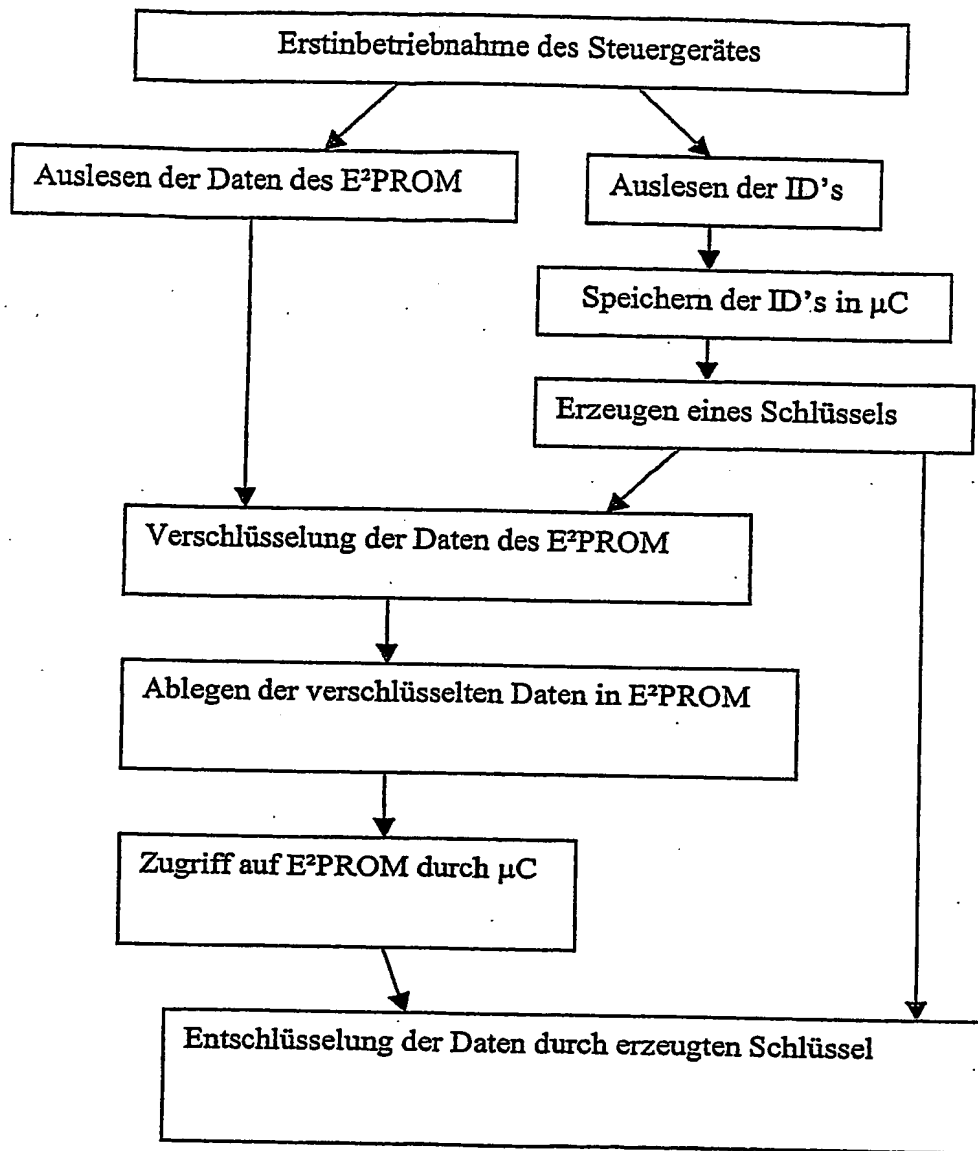 Erstinbetriebnahme des Steuergerätes
Auslesen der Daten des E²PROM
Auslesen der ID's
Speichern der ID's in µC
Erzeugen eines Schlüssels
Verschlüsselung der Daten des E²PROM
Ablegen der verschlüsselten Daten in E²PROM
Zugriff auf E²PROM durch µC
Entschlüsselung der Daten durch erzeugten Schlüssel